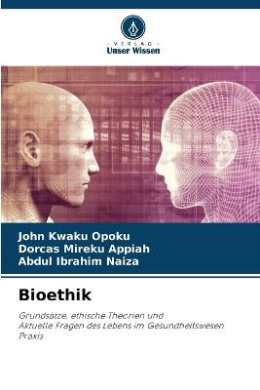 VERLAG
Unser Wissen
John Kwaku Opoku
Dorcas Mireku Appiah
Abdul Ibrahim Naiza
Bioethik
Grundsätze, ethische Theorien und
Aktuelle Fragen des Lebens im Gesundheitswesen
Praxis